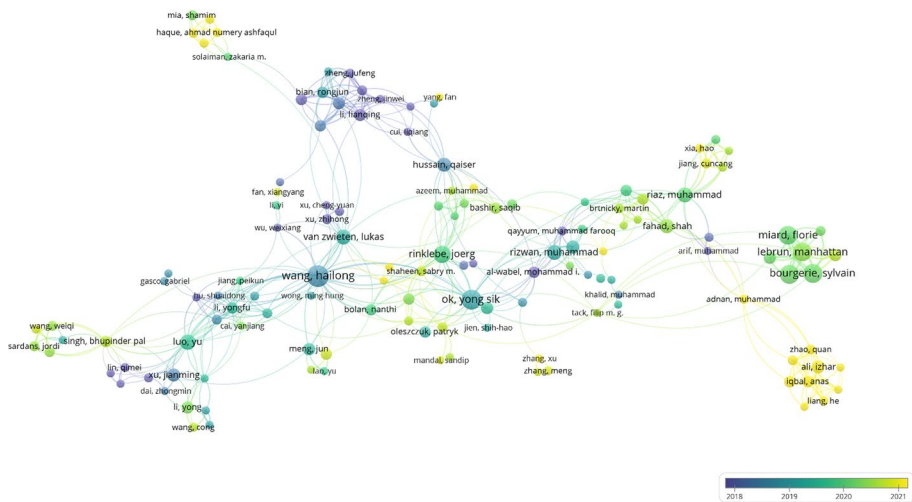 mia, shamim
haque, ahmad numery ashfaqul
solaiman, zakaria m.
zheng, jufeng
bian, rongjun
zheng, jinwei
li, lianqing
yang, fan
cui, liqiang
hussain, qaiser
xia, hao
jiang, cuncang
fan, xiangyang
azeem, muhammad
riaz, muhammad
li, yi
xu, cheng-yuan
bashir, saqib
brtnicky, martin
xu, zhihong
wu, weixiang
van zwieten, lukas
qayyum, muhammad farooq
fahad, shah
miard, florie
rinklebe, joerg
rizwan, muhammad
arif, muhammad
lebrun, manhattan
gasco, gabriel
jiang, peikun
wang, hailong
shaheen, sabry m.
al-wabel, mohammad i.
bourgerie, sylvain
hu, shuaidong
wong, ming hung
ok, yong sik
khalid, muhammad
adnan, muhammad
li, yongfu
bolan, nanthi
tack, filip m. g.
wang, weiqi
cai, yanjiang
oleszczuk, patryk
jien, shih-hao
sardans, jordi
singh, bhupinder pal
luo, yu
meng, jun
zhao, quan
mandal, sandip
zhang, xu
lin, qimei
xu, jianming
lan, yu
zhang, meng
ali, izhar
dai, zhongmin
iqbal, anas
li, yong
liang, he
wang, cong
2018 2019 2020 2021